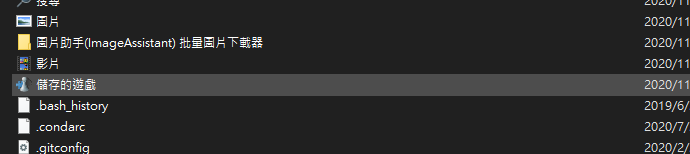 搜尋 2020/11
圖片 2020/11
圖片助手(ImageAssistant) 批量圖片下載器 2020/11
影片 2020/11
儲存的遊戲 2020/11
.bash_history 2019/6/
.condarc 2020/7/
.gitconfig 2020/2/